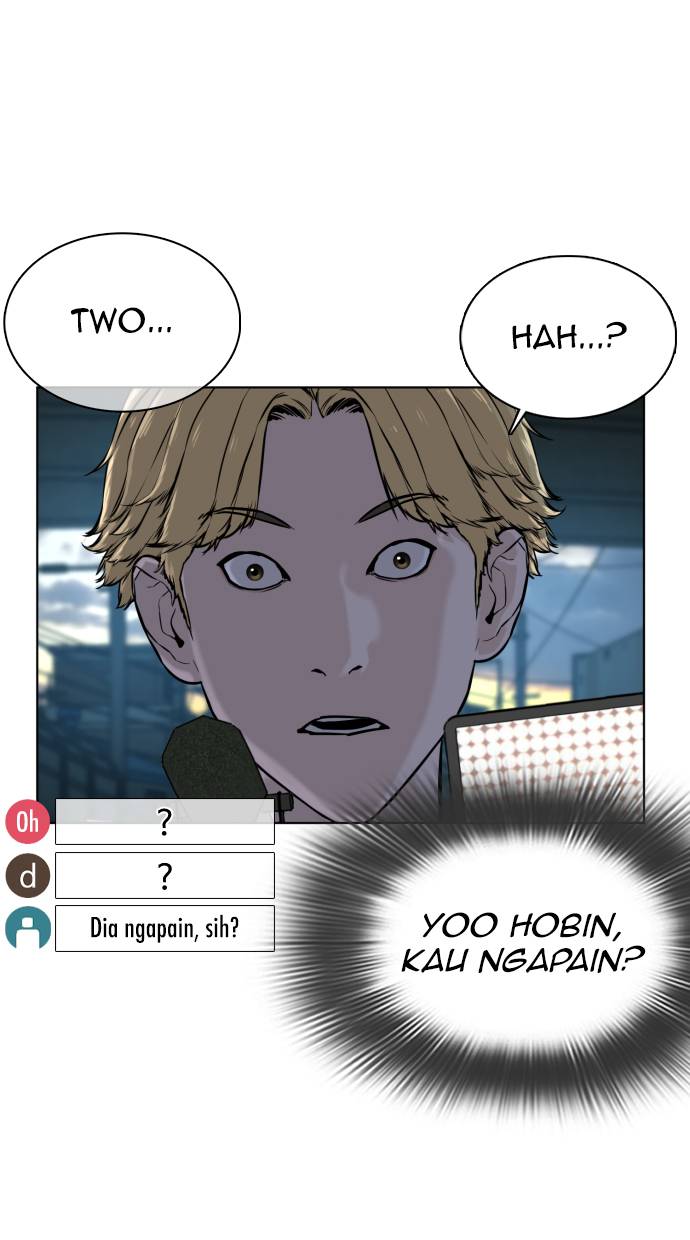 TWO...
HAH...?
Oh
?
d
?
Dia ngapain, sih?
YOO HOBIN,
KAU NGAPAIN?